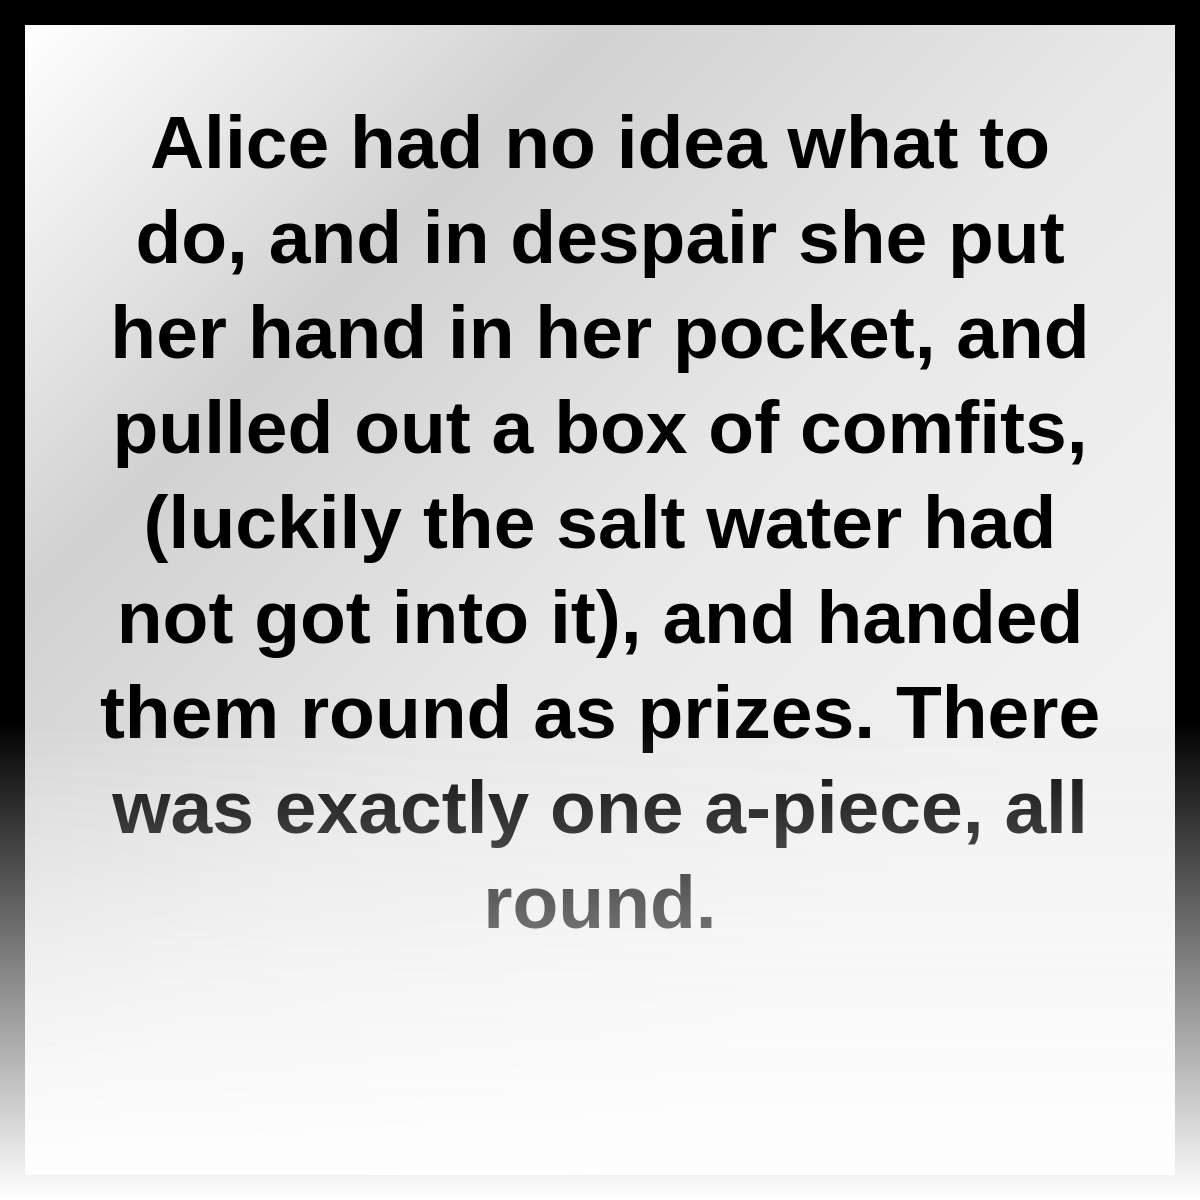 Alice had no idea what to
do, and in despair she put
her hand in her pocket, and
pulled out a box of comfits,
(luckily the salt water had
not got into it), and handed
them round as prizes. There
was exactly one a-piece, all
round.